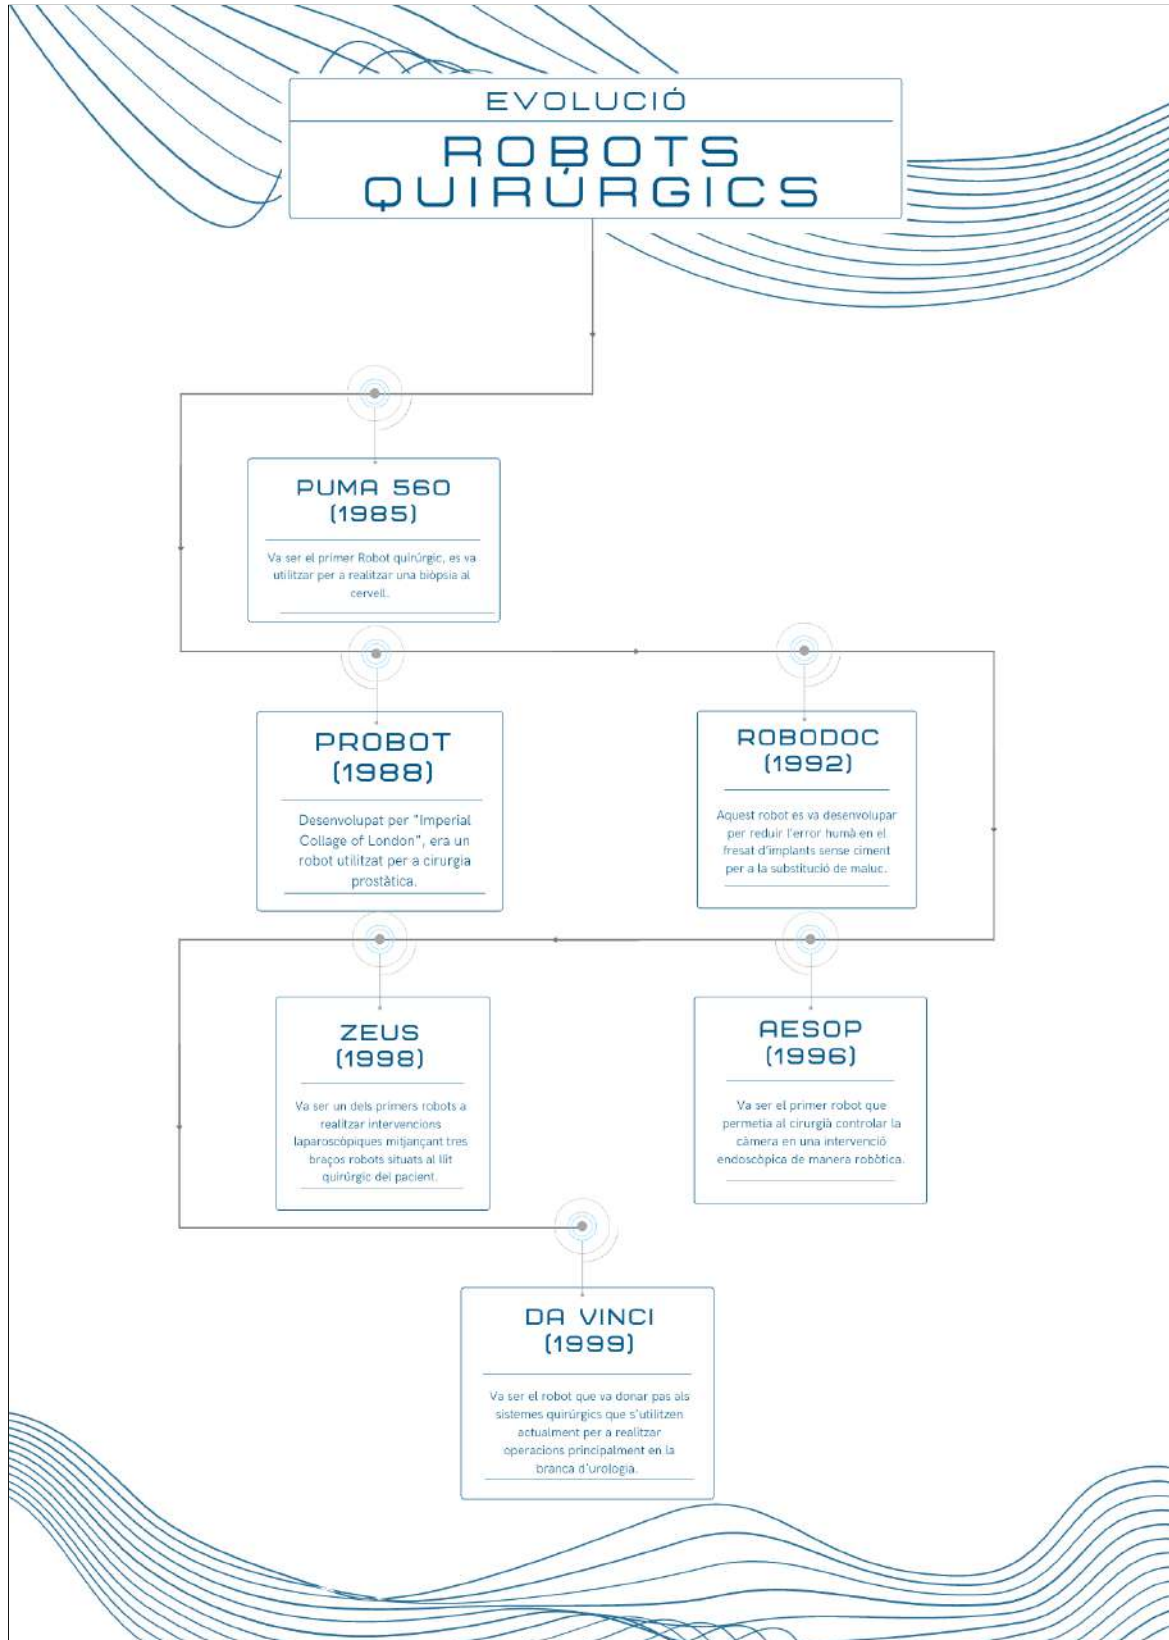 EVOLUCIÓ
ROBOTS
QUIRÚRGICS
PUMA 560
(1985)
Va ser el primer Robot quirúrgic, es va
utilitzar per a realitzar una biòpsia al
cervell.
PROBOT
(1988)
Desenvolupat per "Imperial
Collage of London", era un
robot utilitzat per a cirurgia
prostàtica.
ROBODOC
(1992)
Aquest robot es va desenvolupar
per reduir l'error humà en el
fresat d'implants sense ciment
per a la substitució de maluc.
ZEUS
(1998)
Va ser un dels primers robots a
realitzar intervencions
laparoscòpiques mitjançant tres
braços robots situats al llit
quirúrgic del pacient.
AESOP
(1996)
Va ser el primer robot que
permetia al cirurgià controlar la
càmera en una intervenció
endoscòpica de manera robòtica.
DA VINCI
(1999)
Va ser el robot que va donar pas als
sistemes quirúrgics que s'utilitzen
actualment per a realitzar
operacions principalment en la
branca d'urologia.